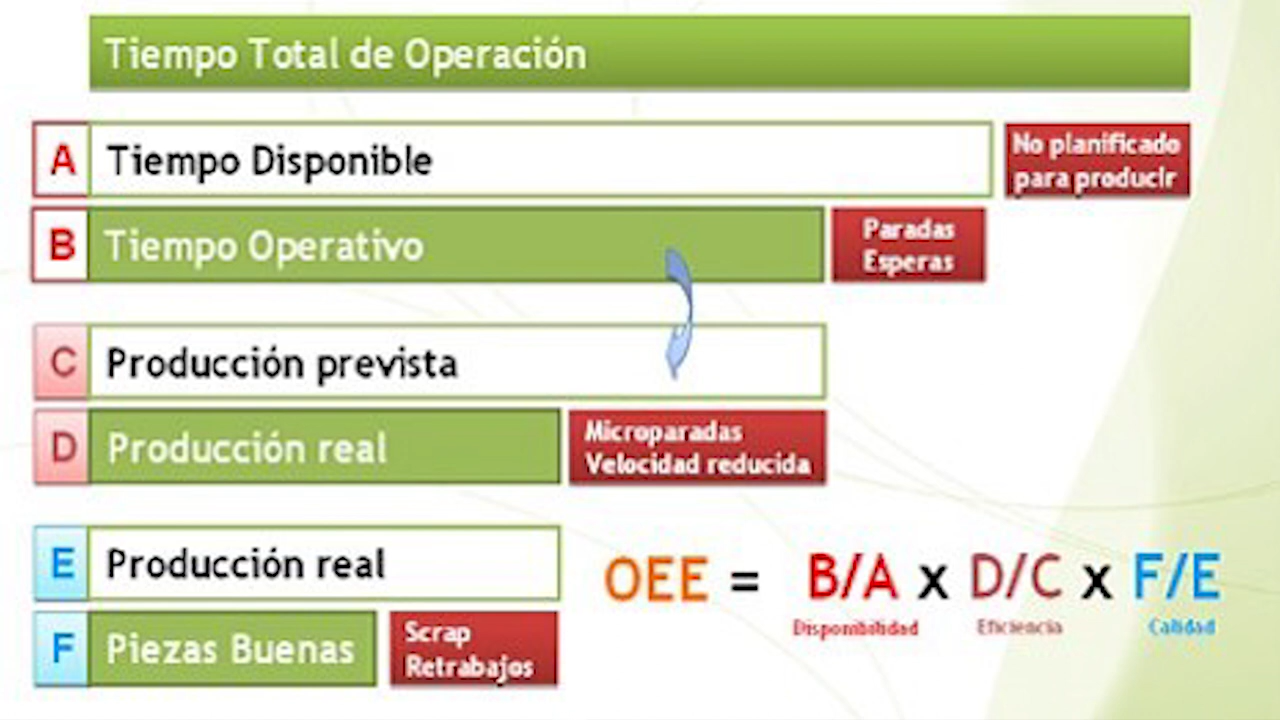 Tiempo Total de Operación
A Tiempo Disponible
No planificado
para producir
B Tiempo Operativo
Paradas
Esperas
C Producción prevista
D Producción real
Microparadas
Velocidad reducida
E Producción real
F Piezas Buenas
Scrap
Retrabajos
OEE = B/A x D/C x F/E
Disponibilidad Eficiencia Calidad